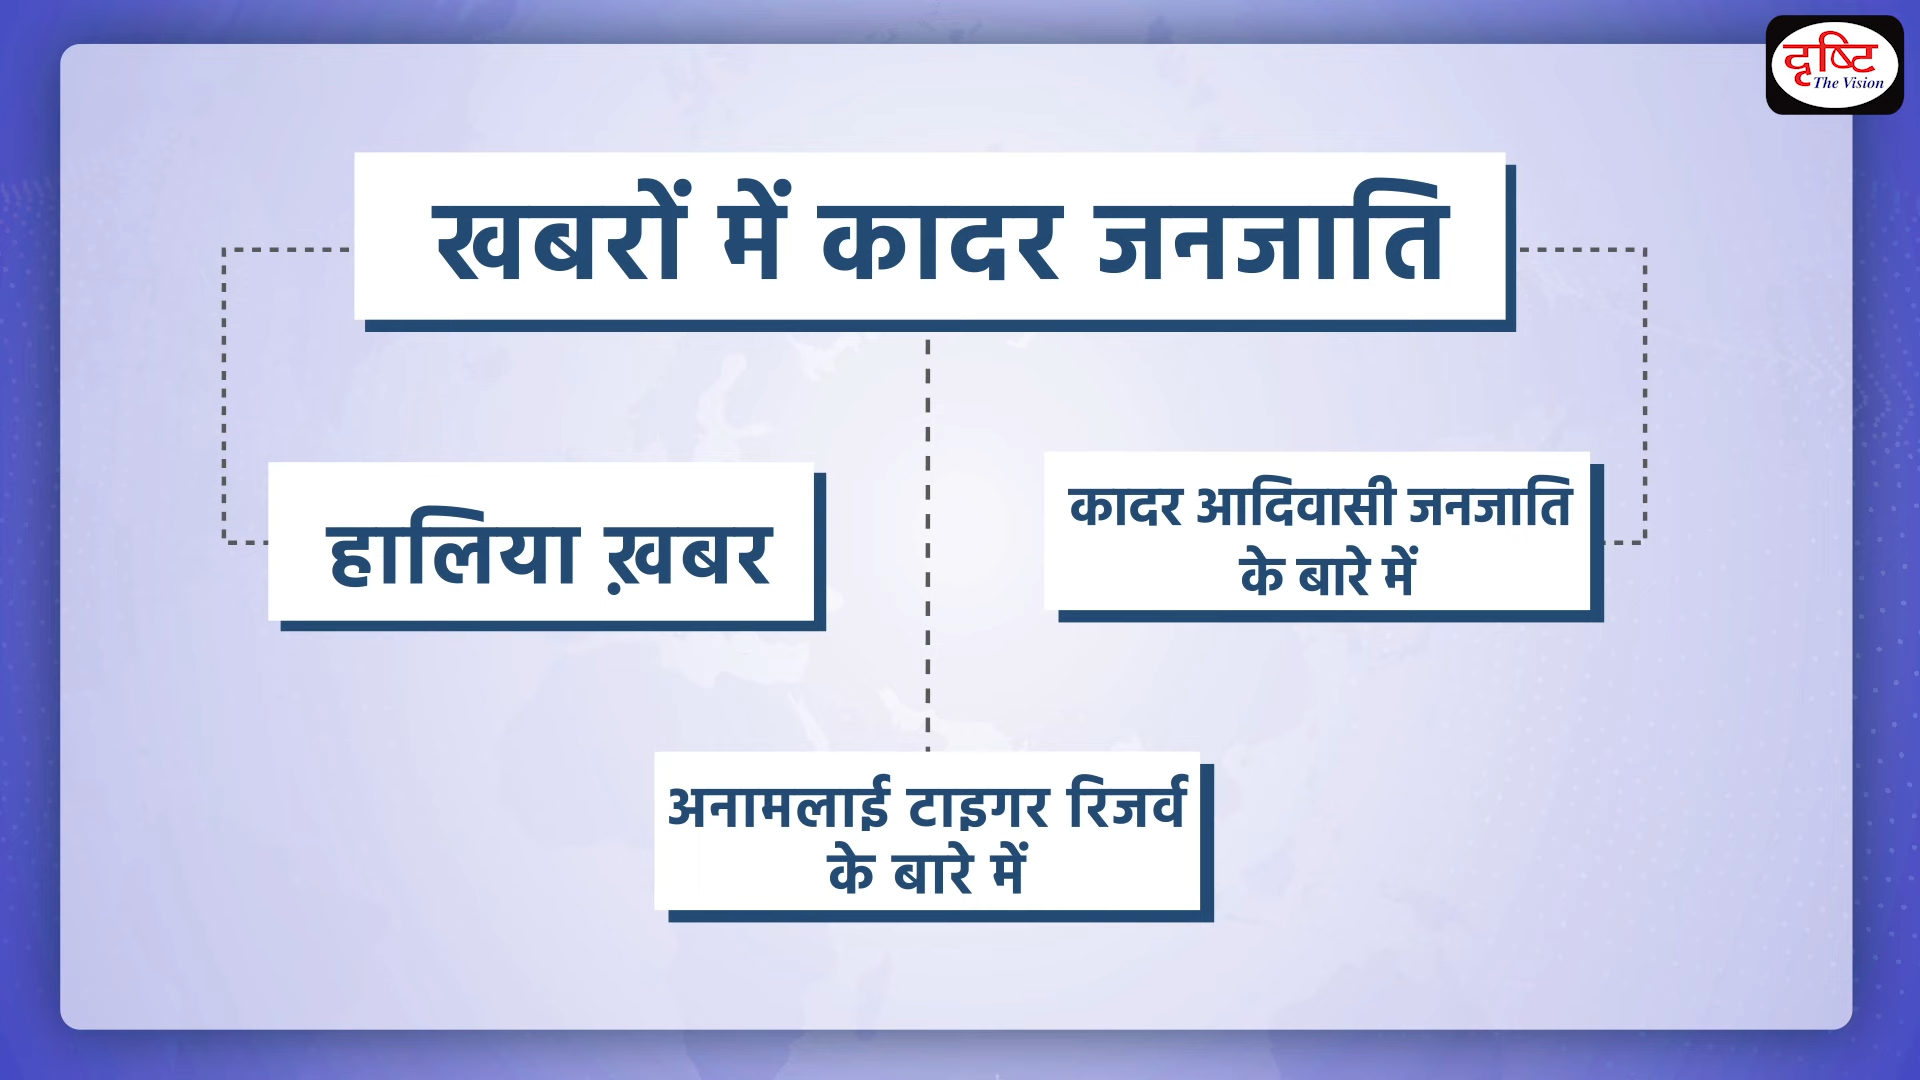 दृष्टि
The Vision
खबरों में कादर जनजाति
हालिया ख़बर
कादर आदिवासी जनजाति
के बारे में
अनामलाई टाइगर रिजर्व
के बारे में